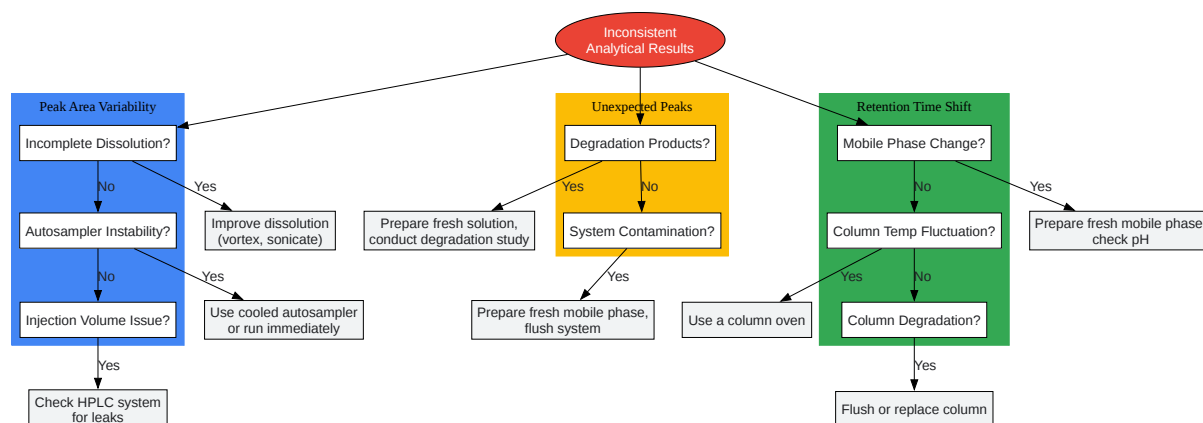 Inconsistent
Analytical Results
Peak Area Variability
Unexpected Peaks
Retention Time Shift
Incomplete Dissolution?
Degradation Products?
Mobile Phase Change?
No
Yes
Yes
No
No
Yes
Autosampler Instability?
Improve dissolution
(vortex, sonicate)
Prepare fresh solution,
conduct degradation study
System Contamination?
Column Temp Fluctuation?
Prepare fresh mobile phase,
check pH
No
Yes
Yes
Yes
No
Injection Volume Issue?
Use cooled autosampler
or run immediately
Prepare fresh mobile phase,
flush system
Use a column oven
Column Degradation?
Yes
Yes
Check HPLC system
for leaks
Flush or replace column